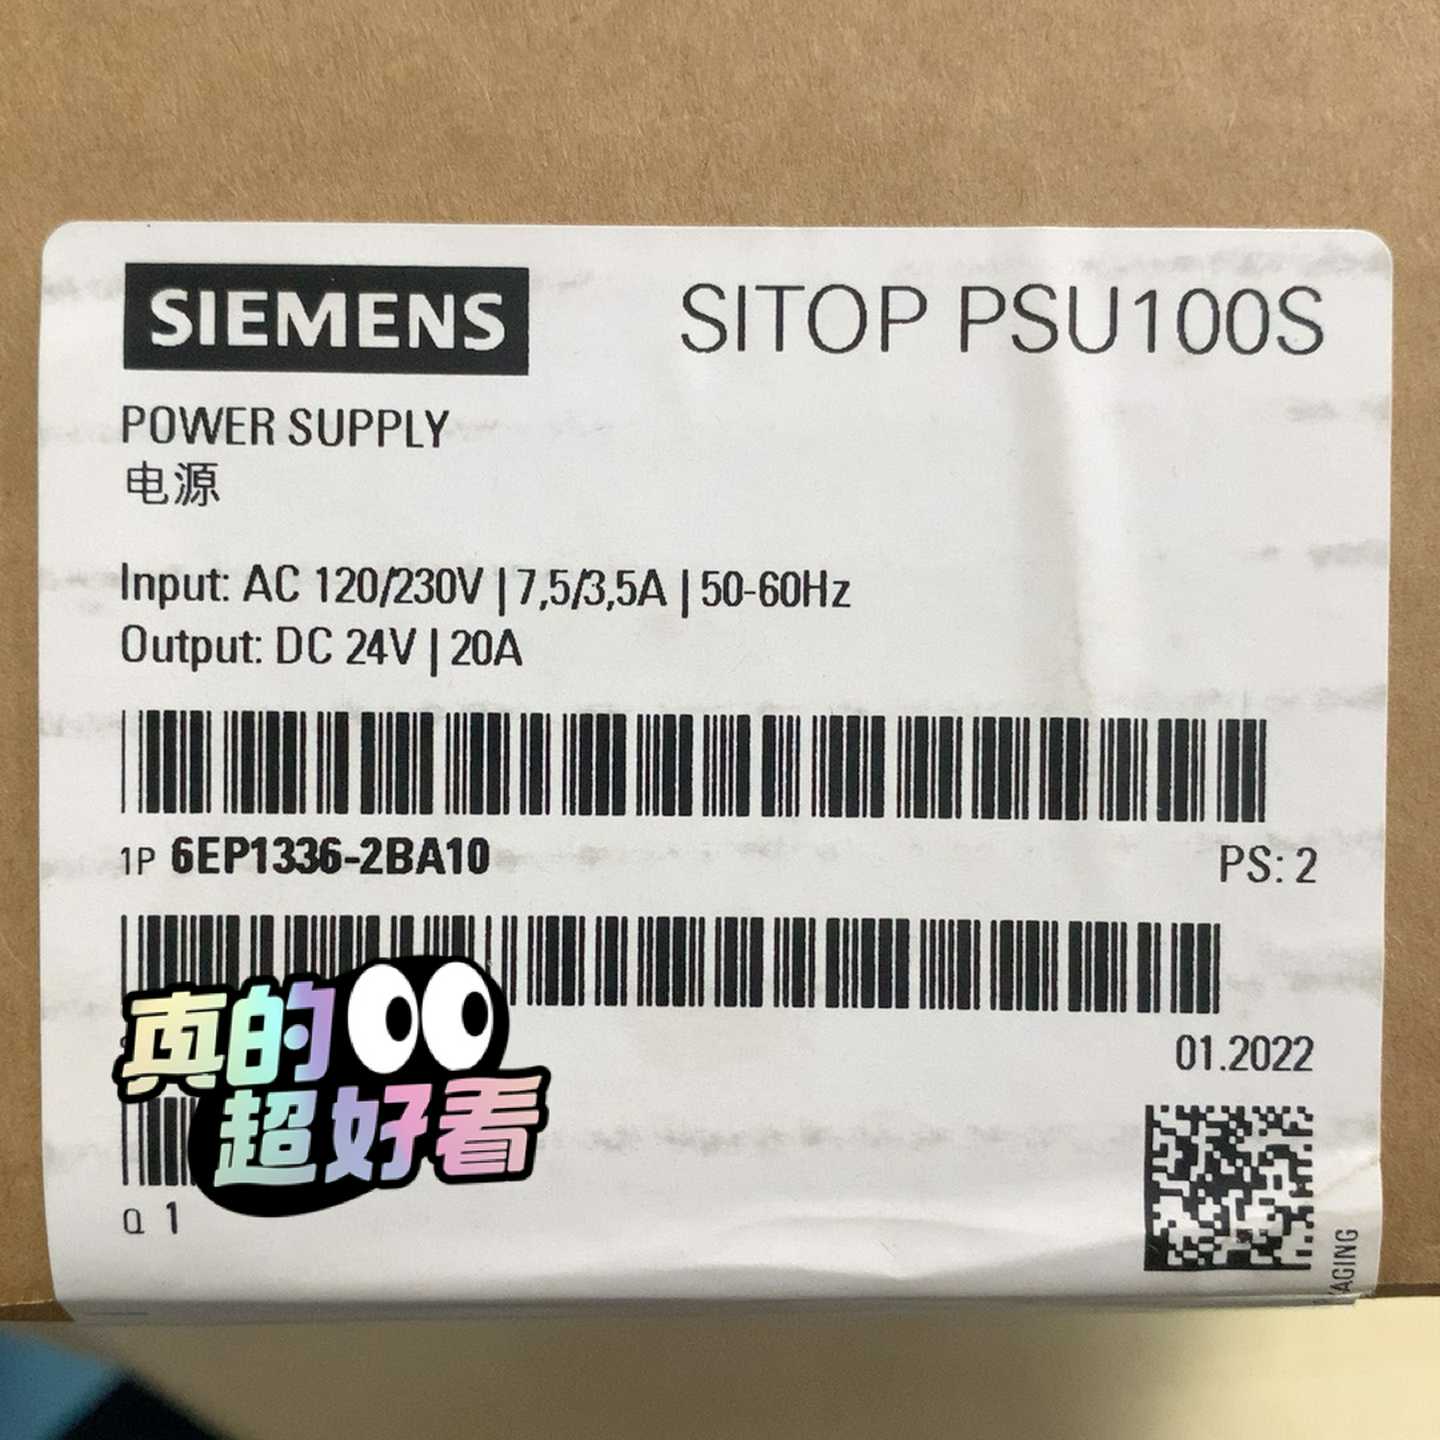 SIEMENS
SITOP PSU100S
POWER SUPPLY
电源
Input: AC 120/230V | 7,5/3,5A | 50-60Hz
Output: DC 24V | 20A
1P 6EP1336-2BA10
PS: 2
真的
超好看
01.2022
Q 1